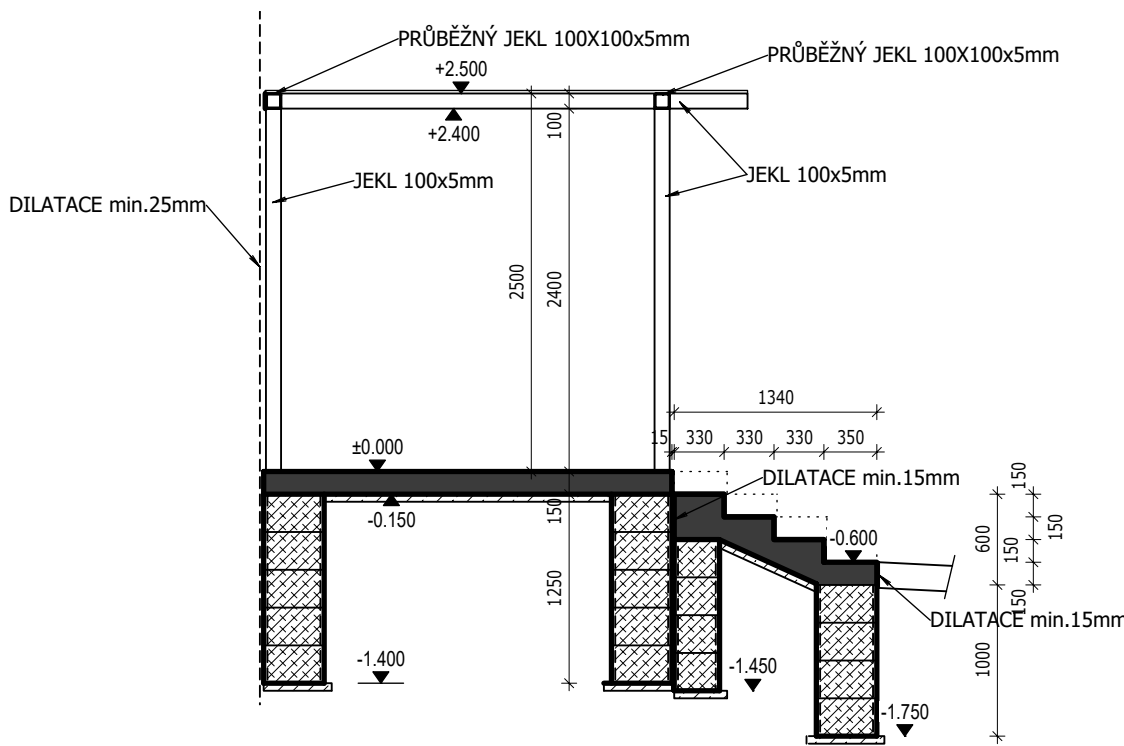 PRŮBĚŽNÝ JEKL 100X100x5mm
PRŮBĚŽNÝ JEKL 100X100x5mm
+2.500
+2.400
100
JEKL 100x5mm
JEKL 100x5mm
DILATACE min.25mm
2500
2400
1340
15 330 330 330 350
±0.000
DILATACE min.15mm
150
-0.150
150
-0.600
600
150
150
1250
150
DILATACE min.15mm
-1.400
-1.450
1000
-1.750